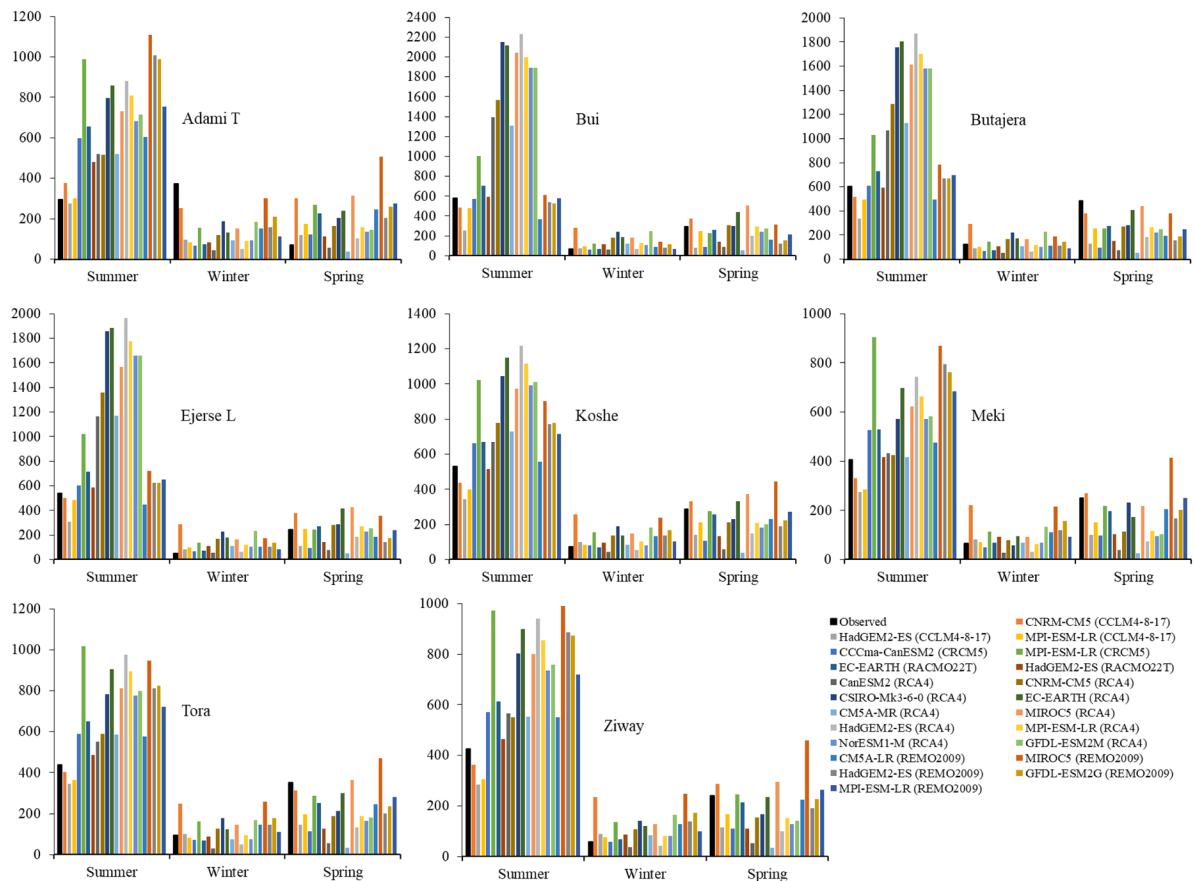 1200
1000
800
600
400
200
0
Adami T
Summer Winter Spring
2400
2200
2000
1800
1600
1400
1200
1000
800
600
400
200
0
Bui
Summer Winter Spring
2000
1800
1600
1400
1200
1000
800
600
400
200
0
Butajera
Summer Winter Spring
2000
1800
1600
1400
1200
1000
800
600
400
200
0
Ejerse L
Summer Winter Spring
1400
1200
1000
800
600
400
200
0
Koshe
Summer Winter Spring
1000
800
600
400
200
0
Meki
Summer Winter Spring
1200
1000
800
600
400
200
0
Tora
Summer Winter Spring
1000
800
600
400
200
0
Ziway
Summer Winter Spring
Observed CNRM-CM5 (CCLM4-8-17)
HadGEM2-ES (CCLM4-8-17) MPI-ESM-LR (CCLM4-8-17)
CCCma-CanESM2 (CRCM5) MPI-ESM-LR (CRCM5)
EC-EARTH (RACMO22T) HadGEM2-ES (RACM22T)
CanESM2 (RCA4) CNRM-CM5 (RCA4)
CSIRO-Mk3-6-0 (RCA4) EC-EARTH (RCA4)
CM5A-MR (RCA4) MIROC5 (RCA4)
HadGEM2-ES (RCA4) MPI-ESM-LR (RCA4)
NorESM1-M (RCA4) GFDL-ESM2M (RCA4)
CM5A-LR (REMO2009) MIROC5 (REMO2009)
HadGEM2-ES (REMO2009) GFDL-ESM2G (REMO2009)
MPI-ESM-LR (REMO2009)